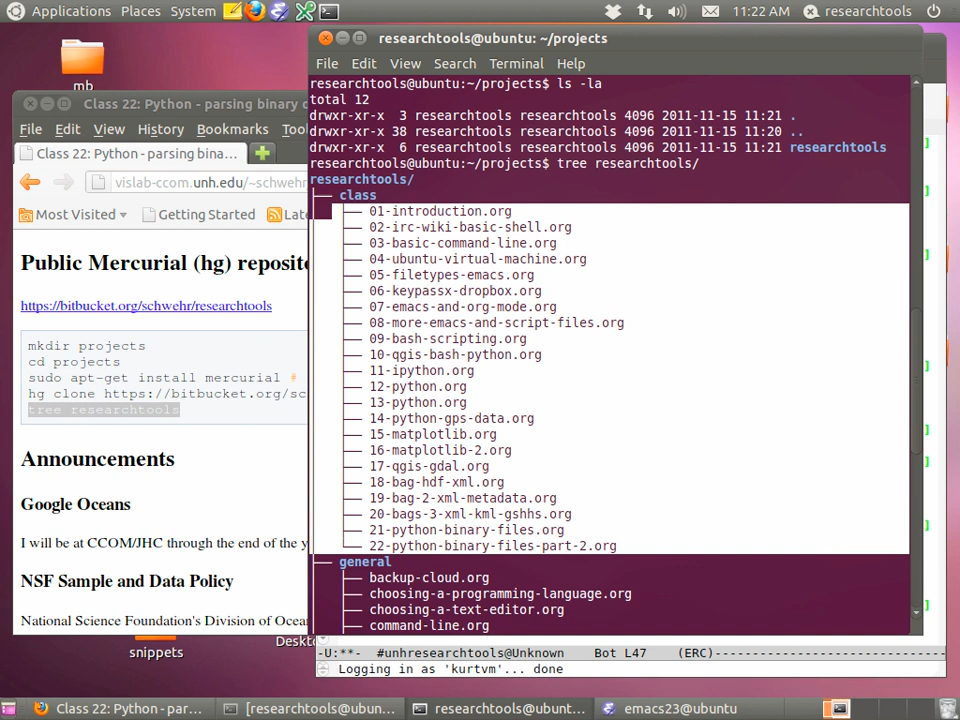 Applications Places System
11:22 AM researchtools
mb
Class 22: Python - parsing binary
File Edit View History Bookmarks
Class 22: Python - parsing bina...
vislab-ccom.unh.edu/~schwehr
Most Visited Getting Started
Public Mercurial (hg)
https://bitbucket.org/schwehr/researchtools
mkdir projects
cd projects
sudo apt-get install mercurial #
hg clone
tree researchtools
Announcements
Google Oceans
I will be at CCOM/JHC through the end of the
NSF Sample and Data Policy
National Science Foundation's Division of
snippets
researchtools@ubuntu: ~/projects
File Edit View Search Terminal Help
researchtools@ubuntu:~/projects$ ls -la
total 12
drwxr-xr-x 3 researchtools researchtools 4096 2011-11-15 11:21 .
drwxr-xr-x 38 researchtools researchtools 4096 2011-11-15 11:20 ..
drwxr-xr-x 6 researchtools researchtools 4096 2011-11-15 11:21 researchtools
researchtools@ubuntu:~/projects$ tree researchtools/
researchtools/
├── class
│   ├── 01-introduction.org
│   ├── 02-irc-wiki-basic-shell.org
│   ├── 03-basic-command-line.org
│   ├── 04-ubuntu-virtual-machine.org
│   ├── 05-filetypes-emacs.org
│   ├── 06-keypassx-dropbox.org
│   ├── 07-emacs-and-org-mode.org
│   ├── 08-more-emacs-and-script-files.org
│   ├── 09-bash-scripting.org
│   ├── 10-qgis-bash-python.org
│   ├── 11-ipython.org
│   ├── 12-python.org
│   ├── 13-python.org
│   ├── 14-python-gps-data.org
│   ├── 15-matplotlib.org
│   ├── 16-matplotlib-2.org
│   ├── 17-qgis-gdal.org
│   ├── 18-bag-hdf-xml.org
│   ├── 19-bag-2-xml-metadata.org
│   ├── 20-bags-3-xml-kml-gshhs.org
│   ├── 21-python-binary-files.org
│   └── 22-python-binary-files-part-2.org
├── general
│   ├── backup-cloud.org
│   ├── choosing-a-programming-language.org
│   ├── choosing-a-text-editor.org
│   ├── command-line.org
-U:**- #unhresearchtools@Unknown Bot L47 (ERC)
Logging in as 'kurtvm'... done
Class 22: Python - par... [researchtools@ubun... researchtools@ubuntu:... emacs23@ubuntu